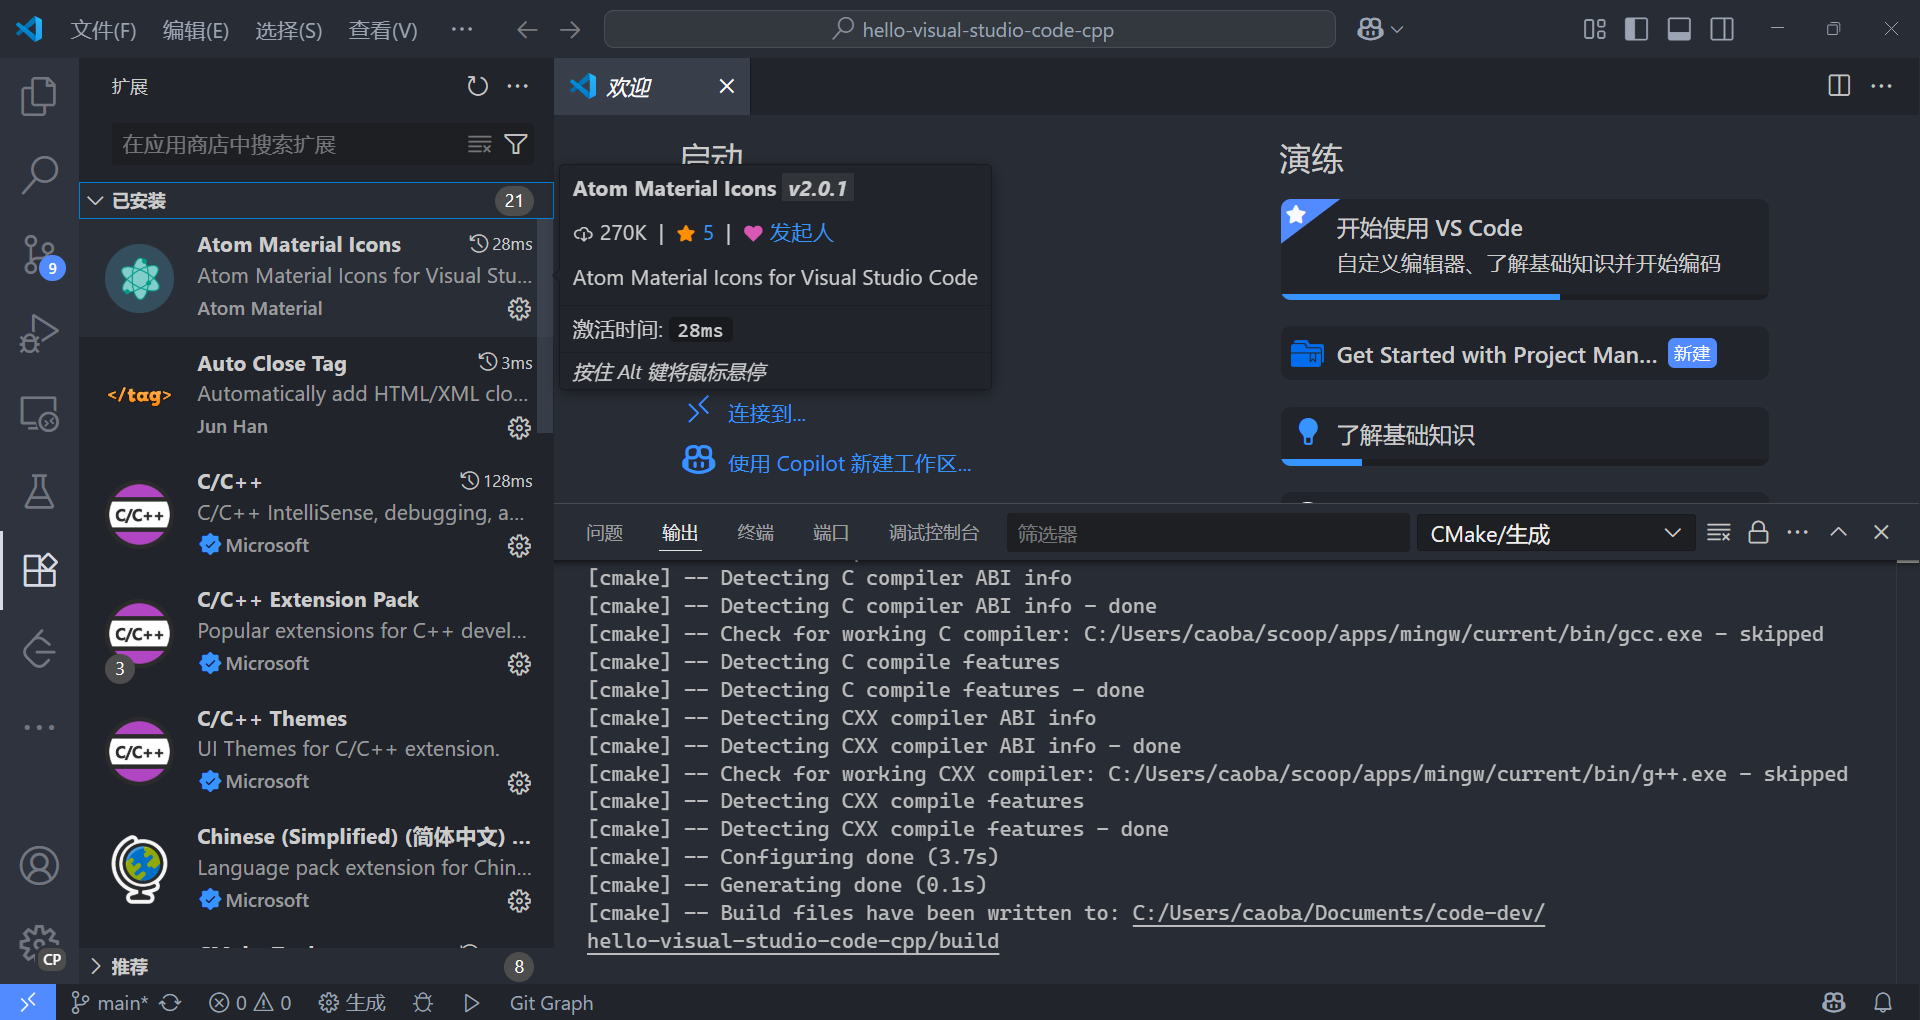 文件(F) 编辑(E) 选择(S) 查看(V) ··· hello-visual-studio-code-cpp
扩展
在应用商店中搜索扩展
已安装 21
Atom Material Icons 28ms
Atom Material Icons for Visual Stu...
Atom Material
Auto Close Tag 3ms
Automatically add HTML/XML clo...
Jun Han
</tag>
C/C++ 128ms
C/C++ IntelliSense, debugging, a...
Microsoft
C/C++
C/C++ Extension Pack
Popular extensions for C++ devel...
Microsoft
C/C++
3
C/C++ Themes
UI Themes for C/C++ extension.
Microsoft
C/C++
Chinese (Simplified) (简体中文) ...
Language pack extension for Chin...
Microsoft
推荐 8
9
CP
欢迎
启动
Atom Material Icons v2.0.1
270K | 5 | 发起人
Atom Material Icons for Visual Studio Code
激活时间: 28ms
按住 Alt 键将鼠标悬停
连接到...
使用 Copilot 新建工作区...
演练
开始使用 VS Code
自定义编辑器、了解基础知识并开始编码
Get Started with Project Man... 新建
了解基础知识
问题 输出 终端 端口 调试控制台 筛选器 CMake/生成
[cmake] -- Detecting C compiler ABI info
[cmake] -- Detecting C compiler ABI info - done
[cmake] -- Check for working C compiler: C:/Users/caoba/scoop/apps/mingw/current/bin/gcc.exe - skipped
[cmake] -- Detecting C compile features
[cmake] -- Detecting C compile features - done
[cmake] -- Detecting CXX compiler ABI info
[cmake] -- Detecting CXX compiler ABI info - done
[cmake] -- Check for working CXX compiler: C:/Users/caoba/scoop/apps/mingw/current/bin/g++.exe - skipped
[cmake] -- Detecting CXX compile features
[cmake] -- Detecting CXX compile features - done
[cmake] -- Configuring done (3.7s)
[cmake] -- Generating done (0.1s)
[cmake] -- Build files have been written to: C:/Users/caoba/Documents/code-dev/
hello-visual-studio-code-cpp/build
main* 0 0 生成 Git Graph